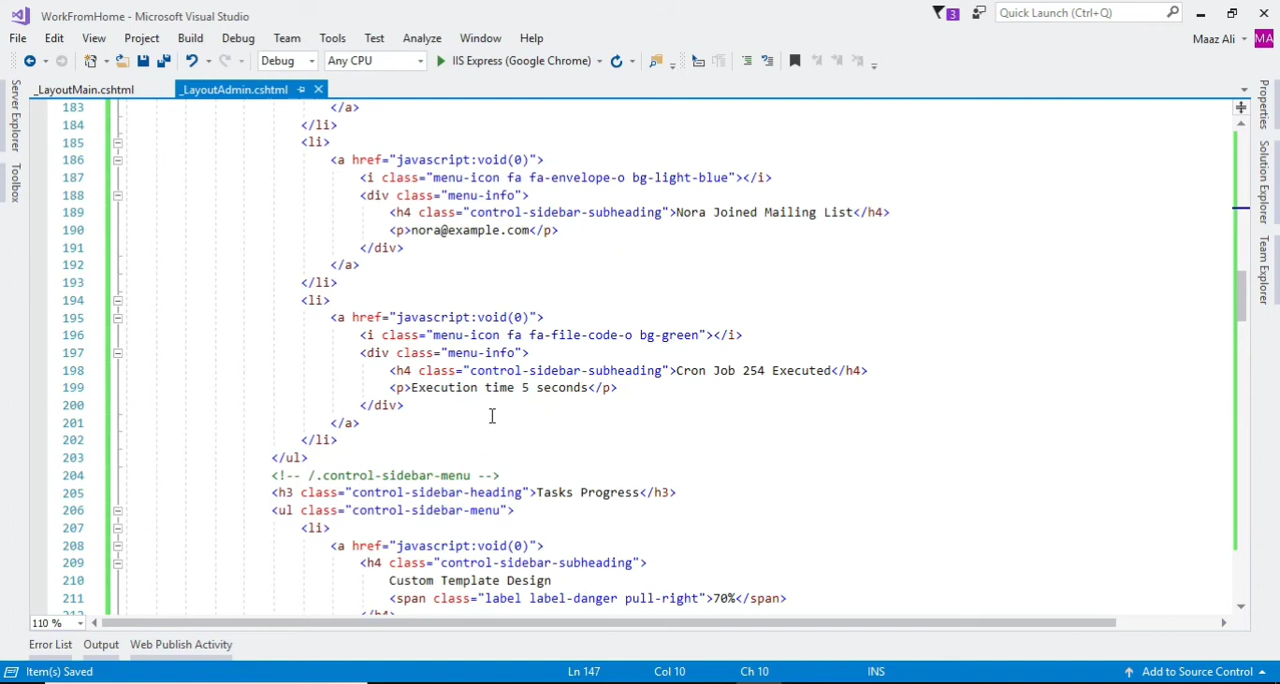 WorkFromHome - Microsoft Visual Studio
3
Quick Launch (Ctrl+Q)
File Edit View Project Build Debug Team Tools Test Analyze Window Help
Maaz Ali MA
Debug Any CPU IIS Express (Google Chrome)
_LayoutMain.cshtml _LayoutAdmin.cshtml
Server Explorer
Toolbox
Properties
Solution Explorer
Team Explorer
183 </a>
184 </li>
185 <li>
186 <a href="javascript:void(0)">
187 <i class="menu-icon fa fa-envelope-o bg-light-blue"></i>
188 <div class="menu-info">
189 <h4 class="control-sidebar-subheading">Nora Joined Mailing List</h4>
190 <p>nora@example.com</p>
191 </div>
192 </a>
193 </li>
194 <li>
195 <a href="javascript:void(0)">
196 <i class="menu-icon fa fa-file-code-o bg-green"></i>
197 <div class="menu-info">
198 <h4 class="control-sidebar-subheading">Cron Job 254 Executed</h4>
199 <p>Execution time 5 seconds</p>
200 </div>
201 </a>
202 </li>
203 </ul>
204 <!-- /.control-sidebar-menu -->
205 <h3 class="control-sidebar-heading">Tasks Progress</h3>
206 <ul class="control-sidebar-menu">
207 <li>
208 <a href="javascript:void(0)">
209 <h4 class="control-sidebar-subheading">
210 Custom Template Design
211 <span class="label label-danger pull-right">70%</span>
212 </h4>
110 %
Error List Output Web Publish Activity
Item(s) Saved Ln 147 Col 10 Ch 10 INS Add to Source Control